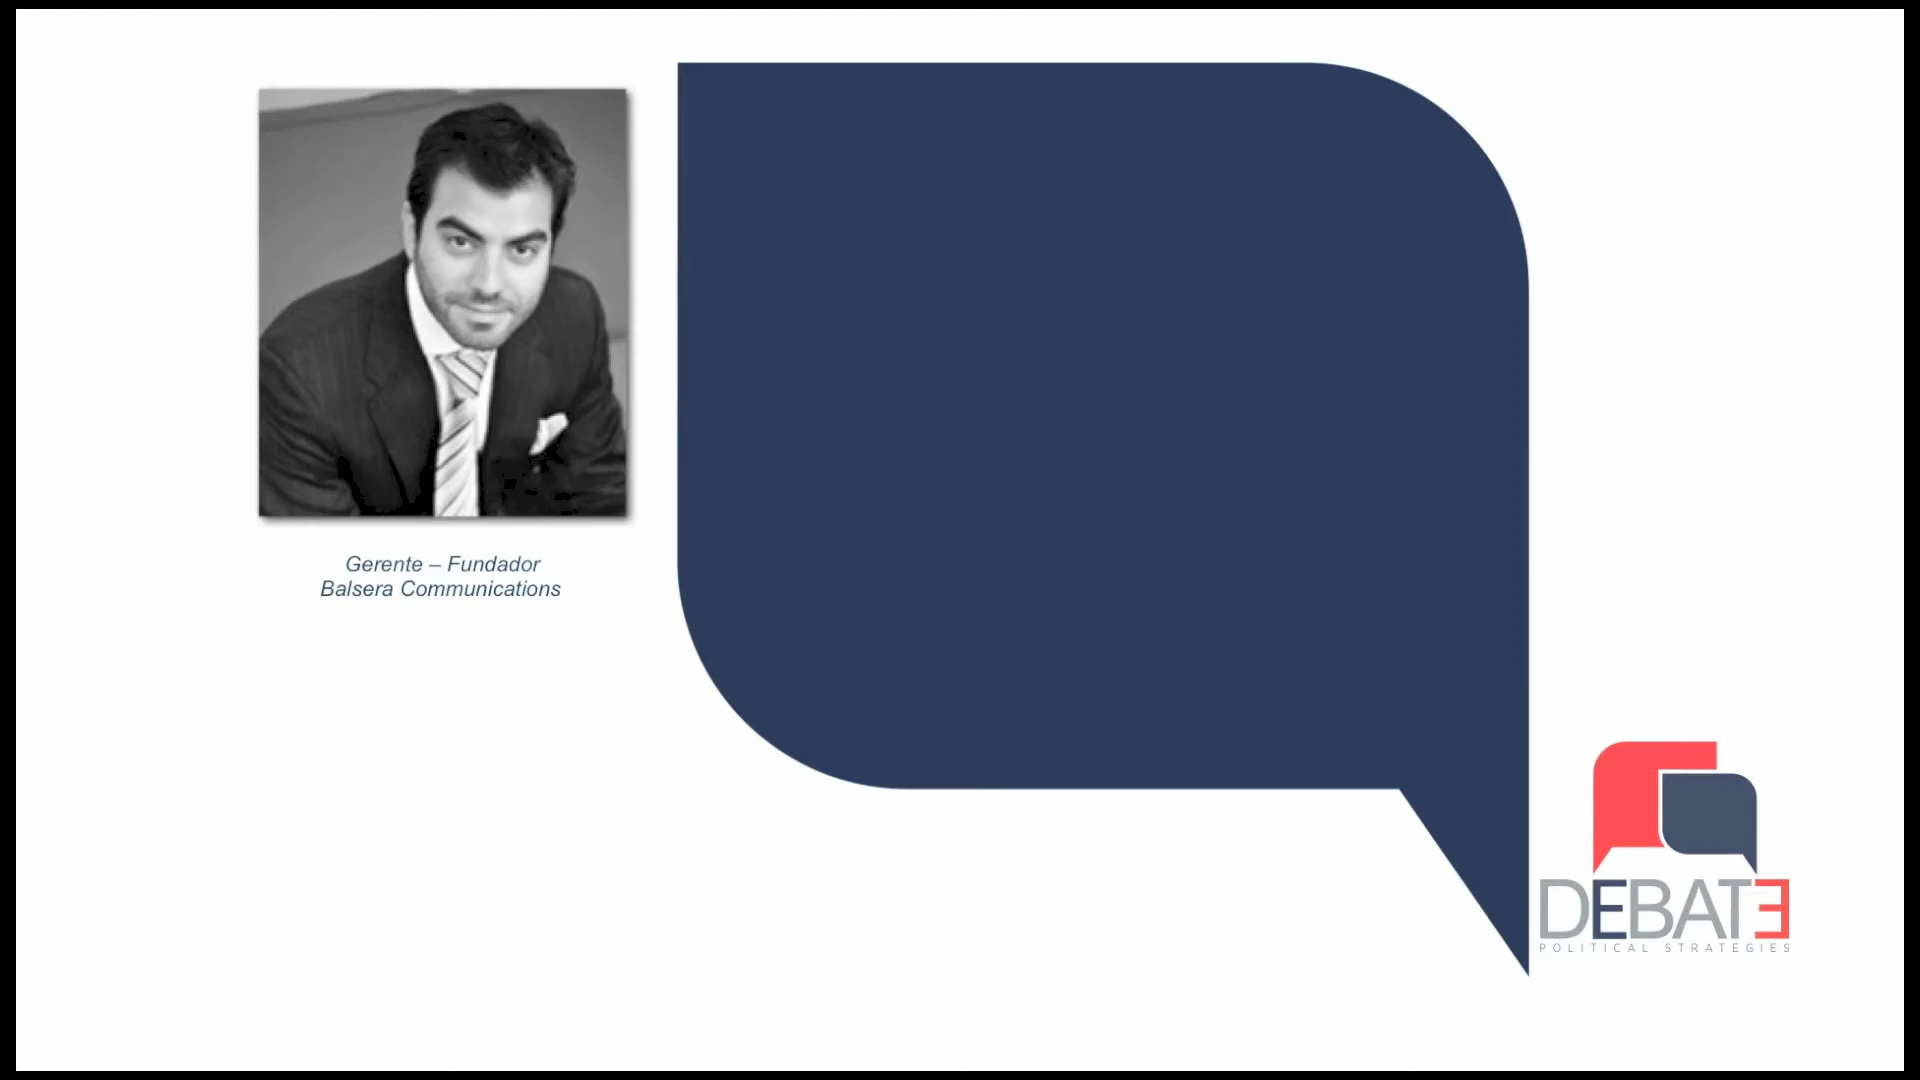 Gerente – Fundador
Balsera Communications
DEBATE
POLITICAL STRATEGIES